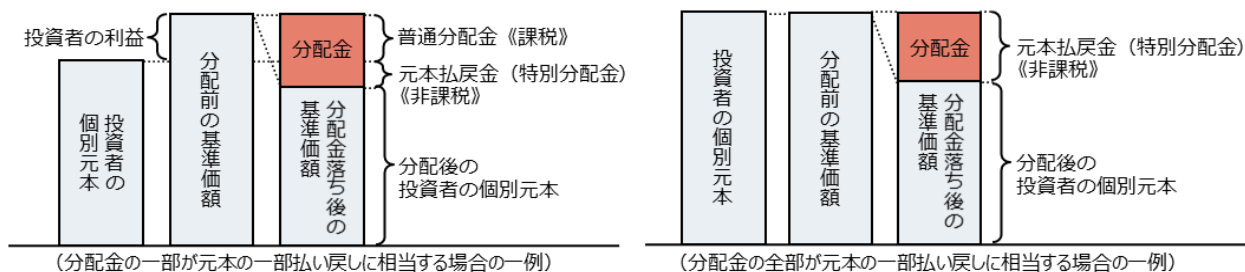 投資者の利益
投資者の
個別元本
分配前の基準価額
分配金
分配金落ち後の
基準価額
普通分配金《課税》
元本払戻金（特別分配金）
《非課税》
分配後の
投資者の個別元本
（分配金の一部が元本の一部払い戻しに相当する場合の一例）
投資者の個別元本
分配前の基準価額
分配金
分配金落ち後の
基準価額
元本払戻金（特別分配金）
《非課税》
分配後の
投資者の個別元本
（分配金の全部が元本の一部払い戻しに相当する場合の一例）